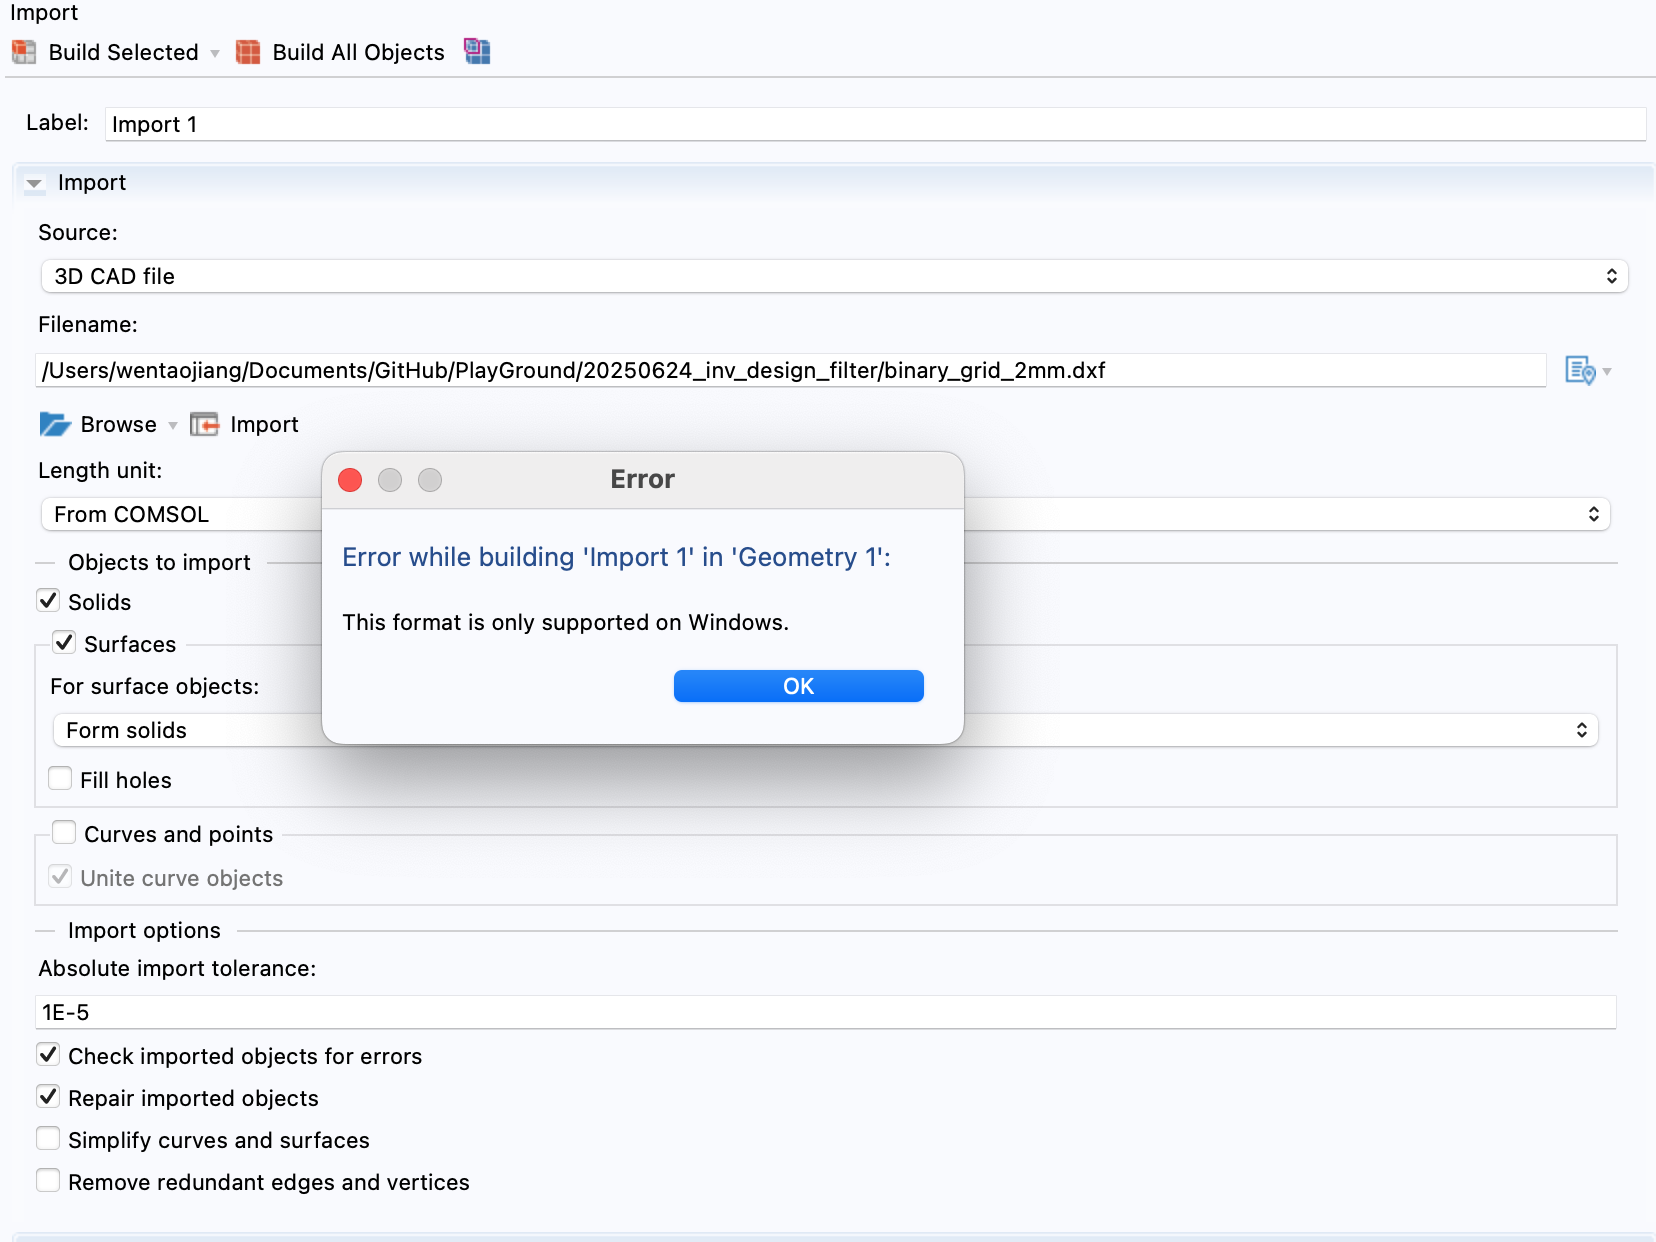 Import
Build Selected
Build All Objects
Label:
Import 1
Import
Source:
3D CAD file
Filename:
/Users/wentaojiang/Documents/GitHub/PlayGround/20250624_inv_design_filter/binary_grid_2mm.dxf
Browse
Import
Length unit:
From COMSOL
Error
Error while building 'Import 1' in 'Geometry 1':
This format is only supported on Windows.
OK
Objects to import
Solids
Surfaces
For surface objects:
Form solids
Fill holes
Curves and points
Unite curve objects
Import options
Absolute import tolerance:
1E-5
Check imported objects for errors
Repair imported objects
Simplify curves and surfaces
Remove redundant edges and vertices